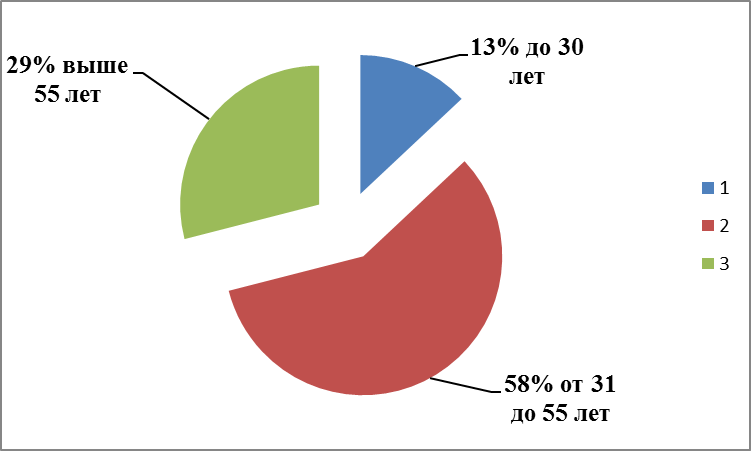 13% до 30
лет
29% выше
55 лет
1
2
3
58% от 31
до 55 лет